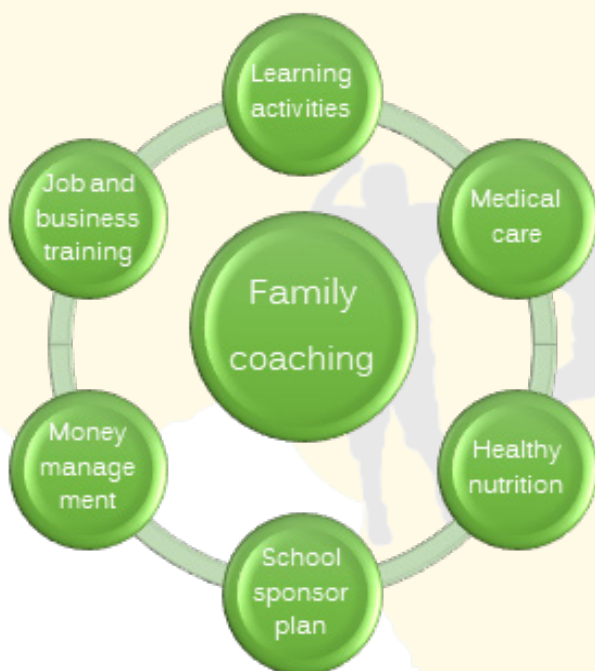 Learning
activities
Medical
care
Healthy
nutrition
School
sponsor
plan
Money
manage
ment
Job and
business
training
Family
coaching